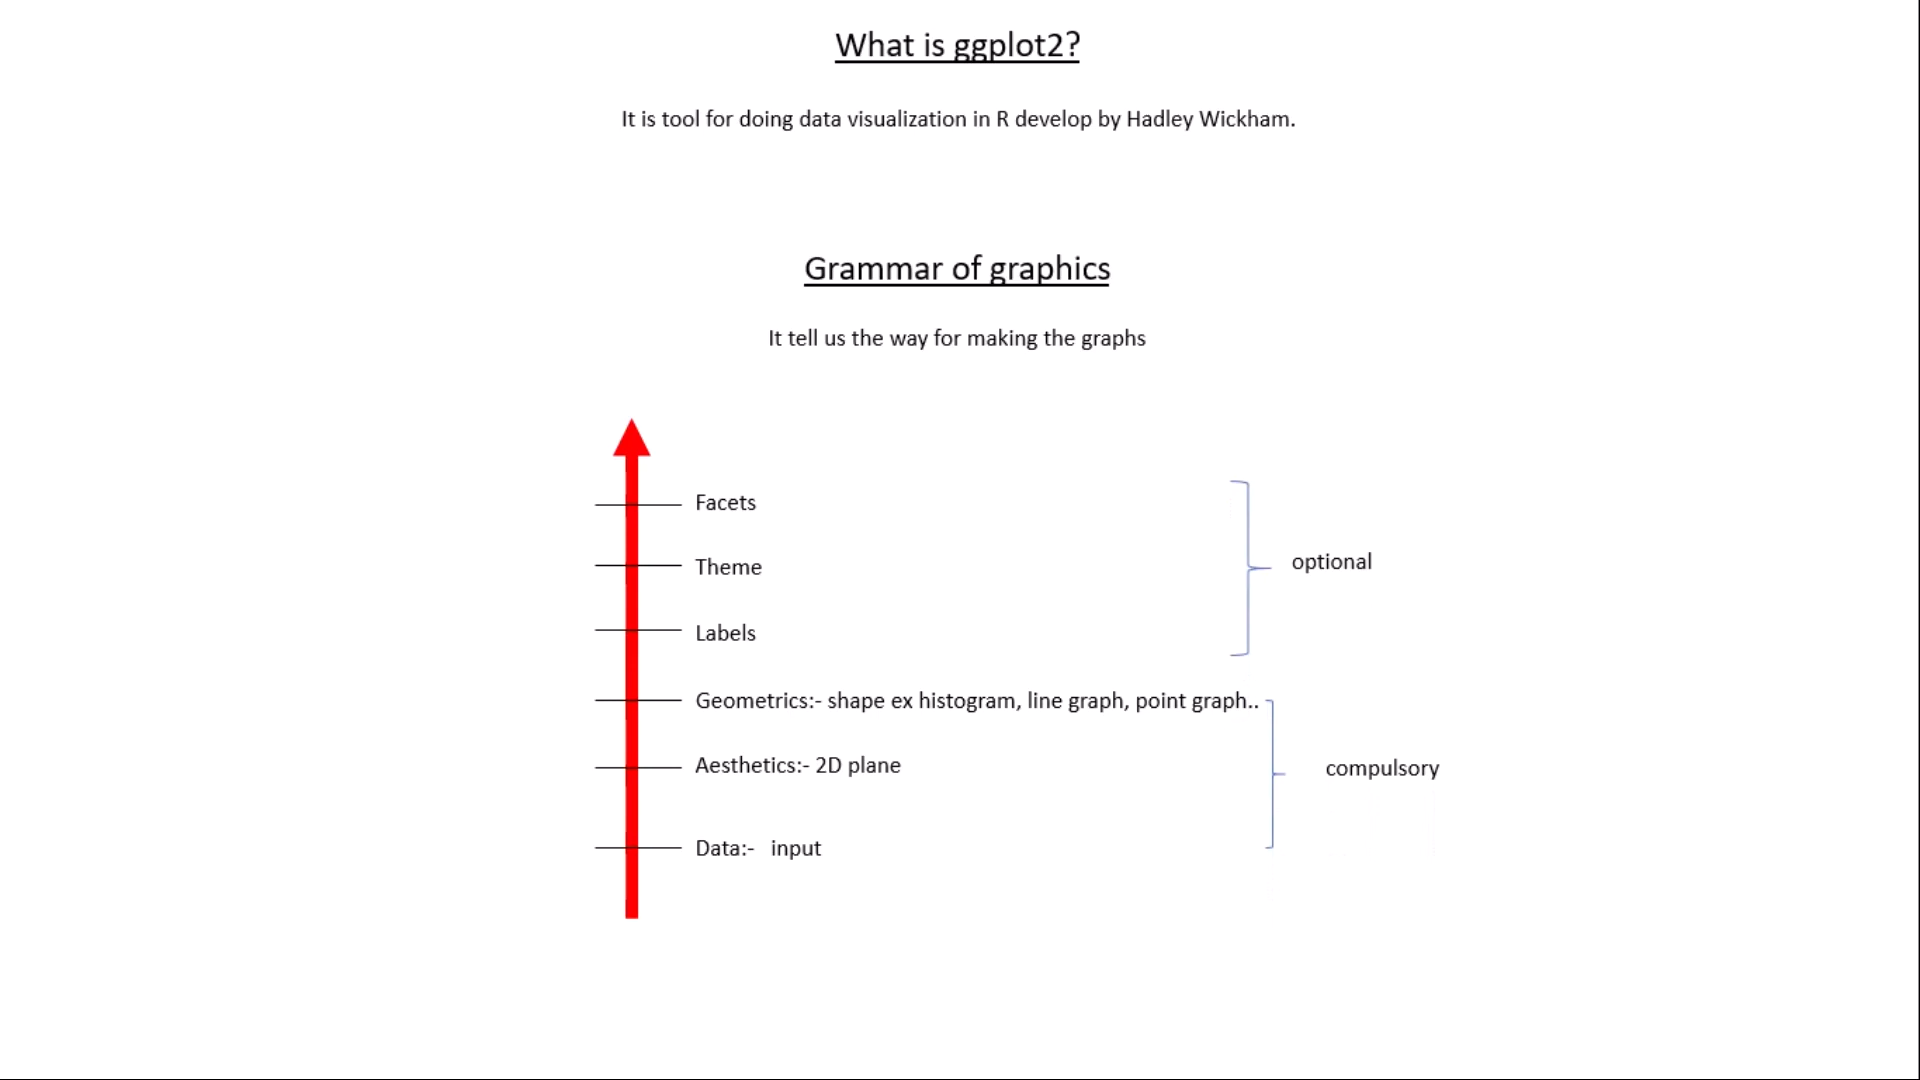 What is ggplot2?
It is tool for doing data visualization in R develop by Hadley Wickham.
Grammar of graphics
It tell us the way for making the graphs
Facets
Theme
optional
Labels
Geometrics:- shape ex histogram, line graph, point graph..
Aesthetics:- 2D plane
compulsory
Data:- input